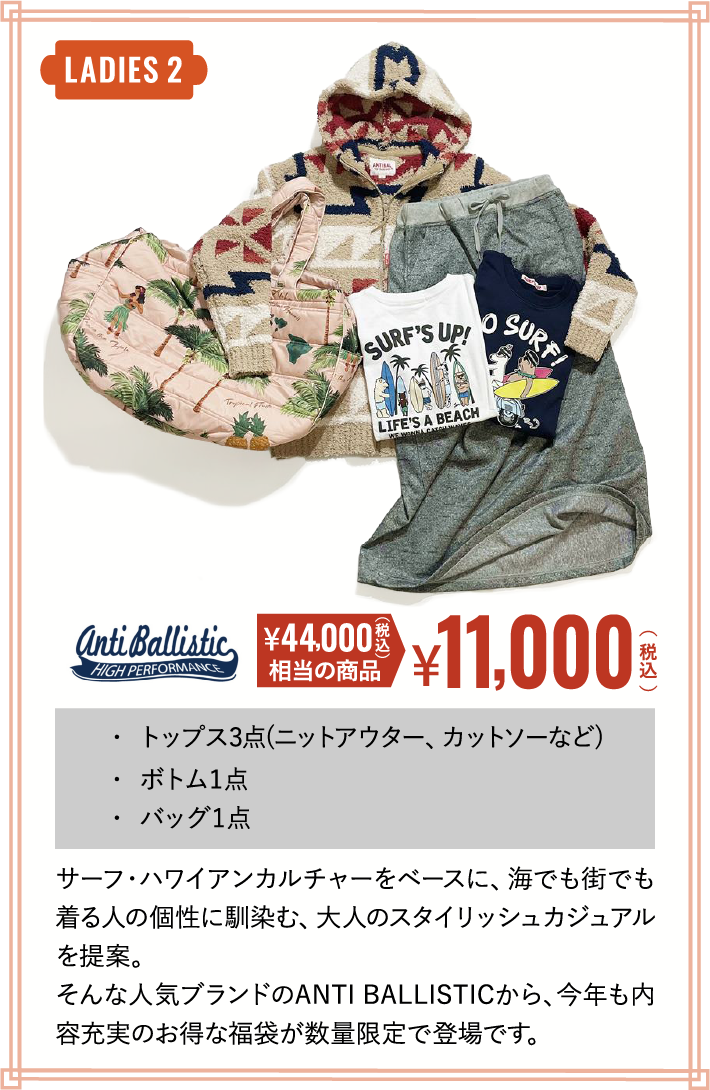 LADIES 2
ANTIBAL
SURF'S UP!
LIFE'S A BEACH
O SURF!
Anti Ballistic
HIGH PERFORMANCE
¥44,000(税込)
相当の商品
¥11,000(税込)
・ トップス3点(ニットアウター、カットソーなど)
・ ボトム1点
・ バッグ1点
サーフ・ハワイアンカルチャーをベースに、海でも街でも
着る人の個性に馴染む、大人のスタイリッシュカジュアル
を提案。
そんな人気ブランドのANTI BALLISTICから、今年も内
容充実のお得な福袋が数量限定で登場です。